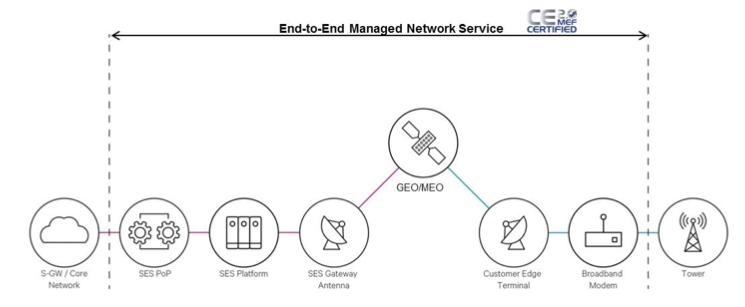 End-to-End Managed Network Service
CE 2.0
MEF
CERTIFIED
GEO/MEO
S-GW / Core
Network
SES PoP
SES Platform
SES Gateway
Antenna
Customer Edge
Terminal
Broadband
Modem
Tower